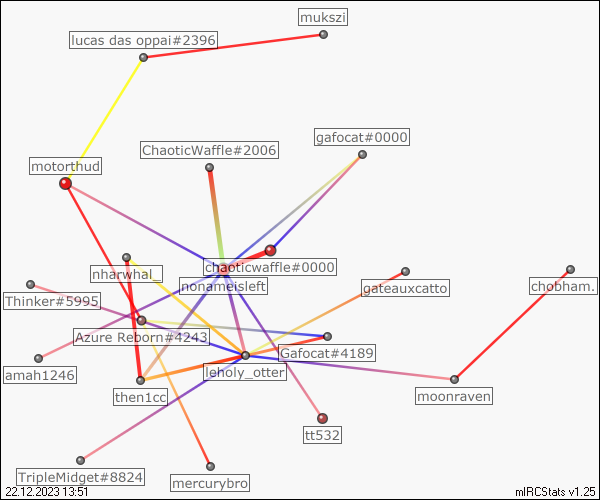 mukszi
lucas das oppai#2396
gafocat#0000
ChaoticWaffle#2006
motorthud
chaoticwaffle#0000
nharwhal_
nonameisleft
gateauxcatto
chobham.
Thinker#5995
Azure Reborn#4243
Gafocat#4189
amah1246
leholy_otter
then1cc
moonraven
tt532
TripleMidget#8824
mercurybro
22.12.2023 13:51
mIRCStats v1.25